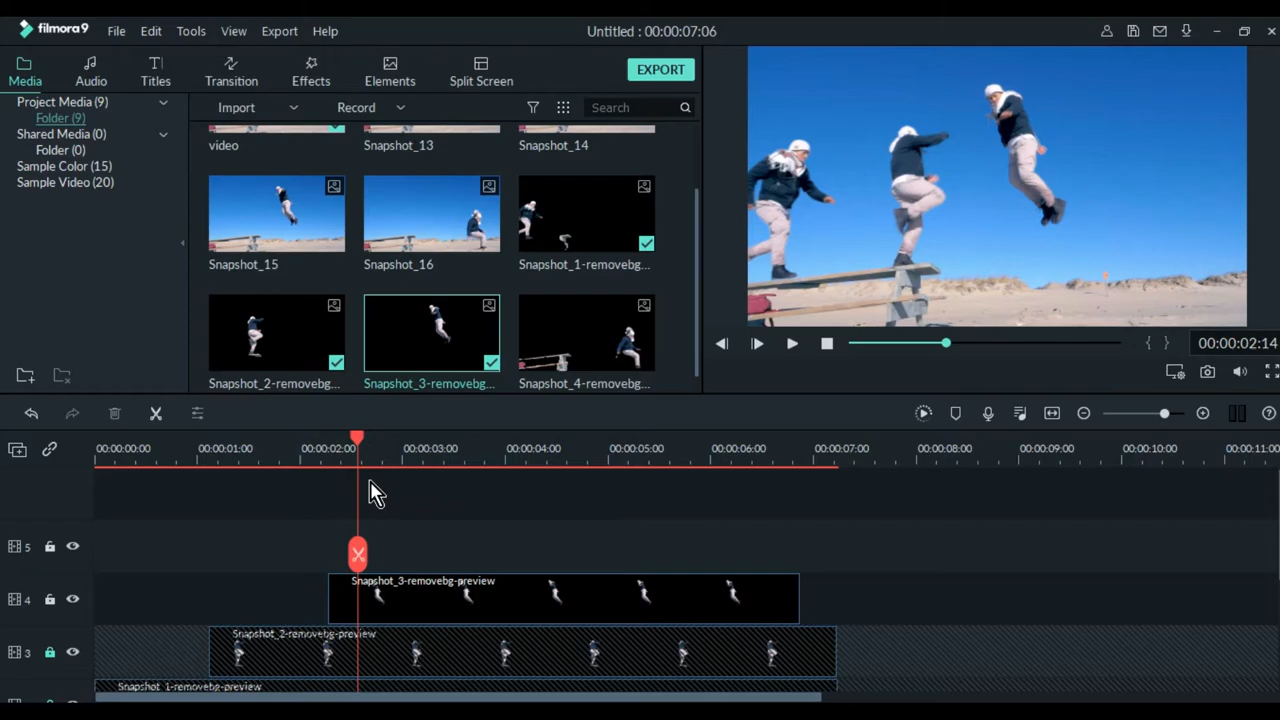 filmora9 File Edit Tools View Export Help Untitled : 00:00:07:06
Media Audio Titles Transition Effects Elements Split Screen EXPORT
Project Media (9)
Folder (9)
Shared Media(0)
Folder (0)
Sample Color (15)
Sample Video (20)
Import Record Search
video Snapshot_13 Snapshot_14
Snapshot_15 Snapshot_16 Snapshot_1-removebg...
Snapshot_2-removebg... Snapshot_3-removebg... Snapshot_4-removebg...
{ } 00:00:02:14
00:00:00:00 00:00:01:00 00:00:02:00 00:00:03:00 00:00:04:00 00:00:05:00 00:00:06:00 00:00:07:00 00:00:08:00 00:00:09:00 00:00:10:00 00:00:11:00
5
4 Snapshot_3-removebg-preview
3 Snapshot_2-removebg-preview
Snapshot_1-removebg-preview